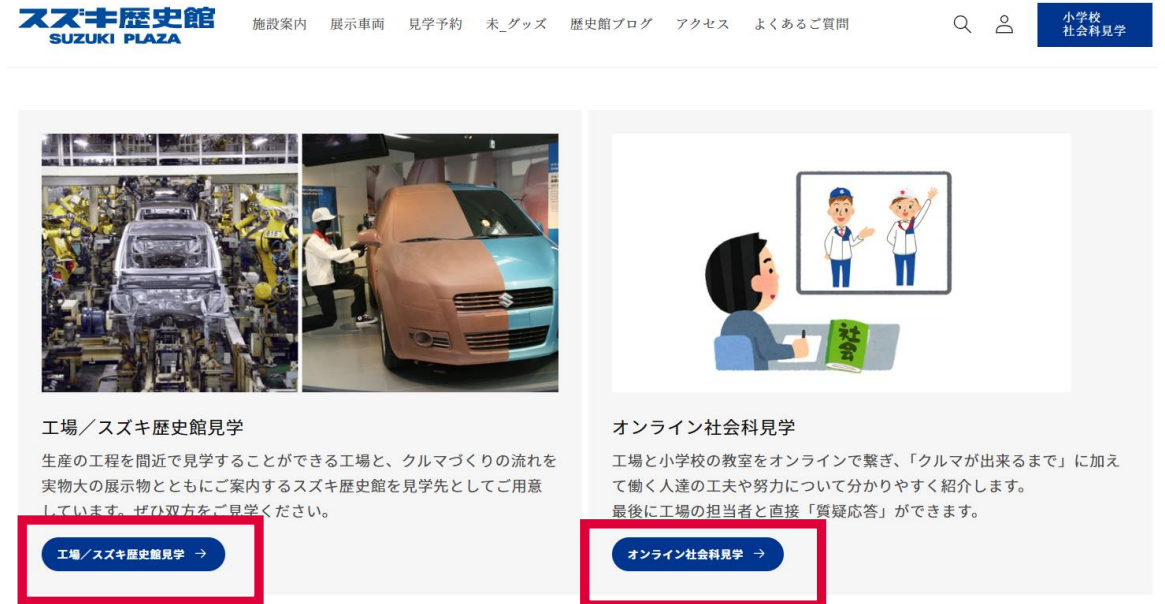 スズキ歴史館
SUZUKI PLAZA
施設案内 展示車両 見学予約 未_グッズ 歴史館ブログ アクセス よくあるご質問
小学校
社会科見学
社会
工場／スズキ歴史館見学
生産の工程を間近で見学することができる工場と、クルマづくりの流れを
実物大の展示物とともにご案内するスズキ歴史館を見学先としてご用意
しています。ぜひ双方をご見学ください。
工場／スズキ歴史館見学 →
オンライン社会科見学
工場と小学校の教室をオンラインで繋ぎ、「クルマが出来るまで」に加え
て働く人達の工夫や努力について分かりやすく紹介します。
最後に工場の担当者と直接「質疑応答」ができます。
オンライン社会科見学 →